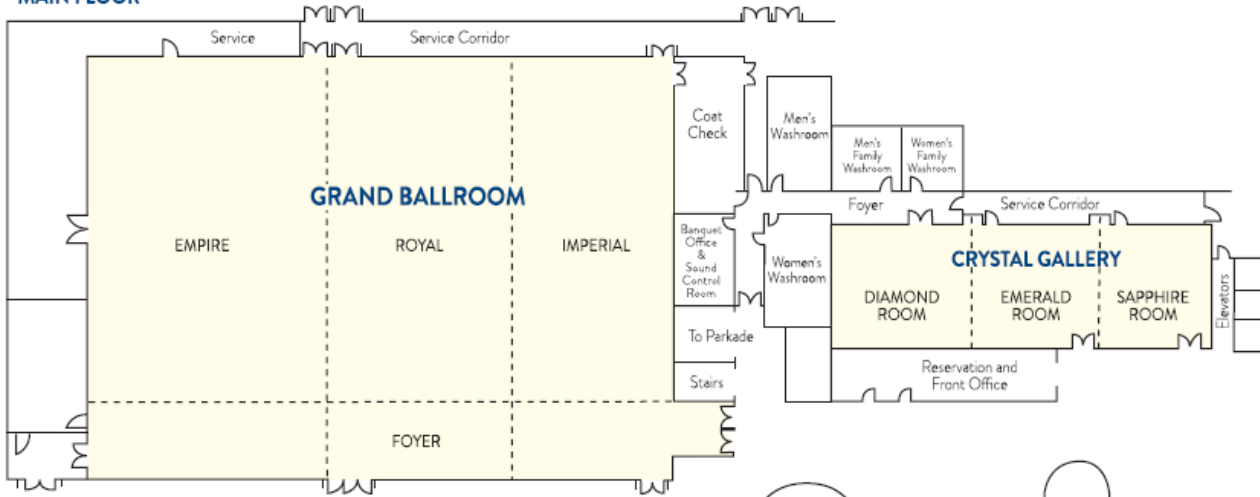 MAIN FLOOR
Service
Service Corridor
Coat
Check
Men's
Washroom
Men's
Family
Washroom
Women's
Family
Washroom
GRAND BALLROOM
Foyer
Service Corridor
EMPIRE
ROYAL
IMPERIAL
Banquet
Office
&
Sound
Control
Room
Women's
Washroom
CRYSTAL GALLERY
DIAMOND
ROOM
EMERALD
ROOM
SAPPHIRE
ROOM
Elevators
To Parkade
Stairs
Reservation and
Front Office
FOYER